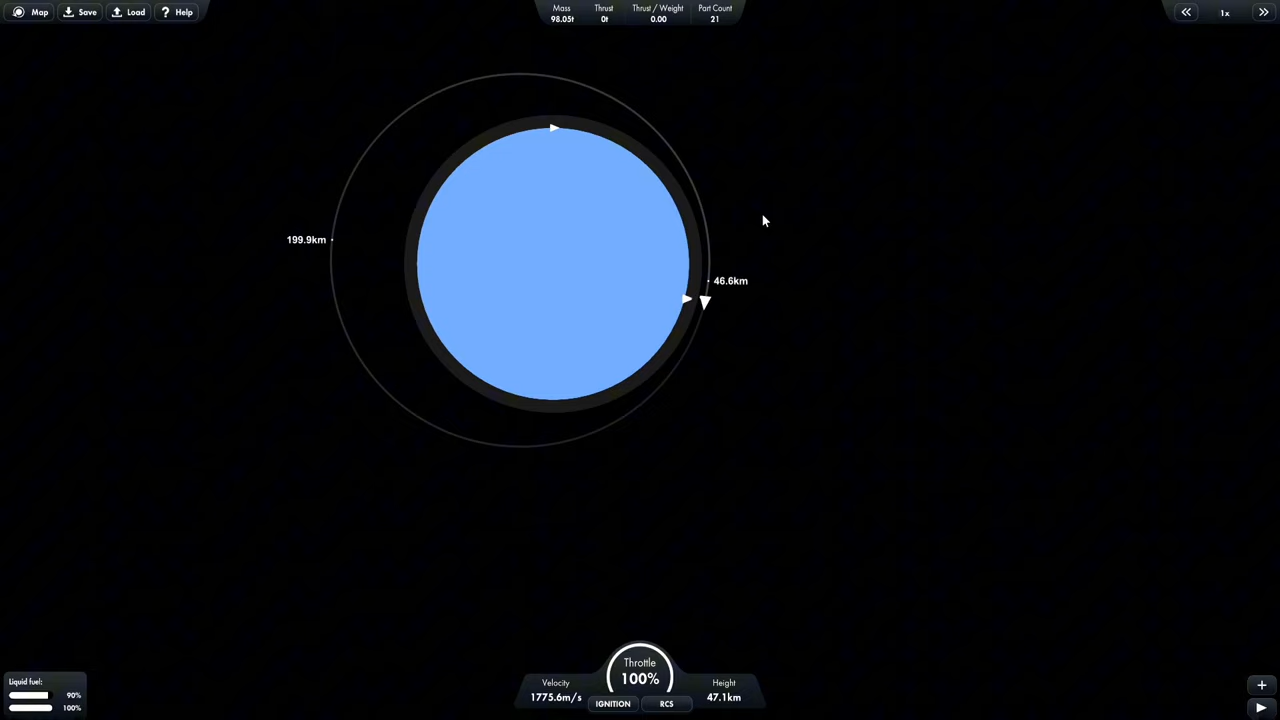 Map Save Load Help
Mass Thrust Thrust / Weight Part Count
98.05t 0t 0.00 21
1x
199.9km
46.6km
Liquid fuel:
90%
100%
Throttle
100%
Velocity Height
1775.6m/s 47.1km
IGNITION RCS